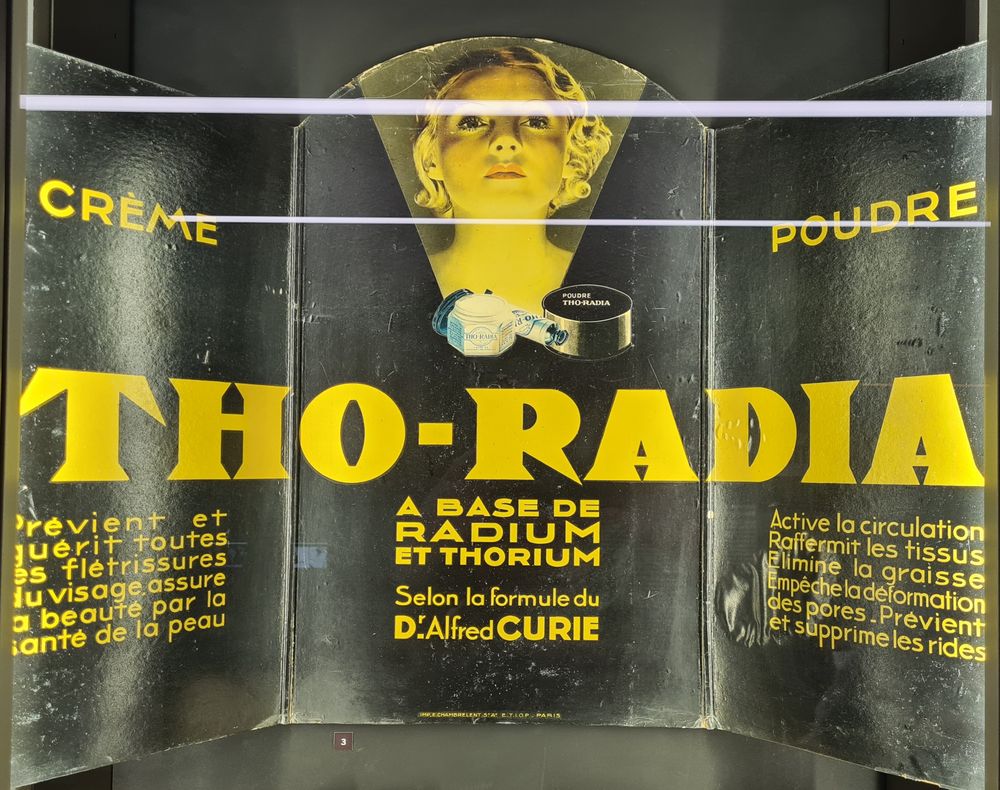 CRÈME
POUDRE
POUDRE
THO-RADIA
THO-RADIA
THO-RADIA
A BASE DE
RADIUM
ET THORIUM
Selon la formule du
Dr. Alfred CURIE
Prévient et
guérit toutes
es flétrissures
du visage assure
a beauté par la
santé de la peau
Active la circulation
Raffermit les tissus
Elimine la graisse
Empêche la déformation
des pores. Prévient
et supprime les rides
PARIS
3